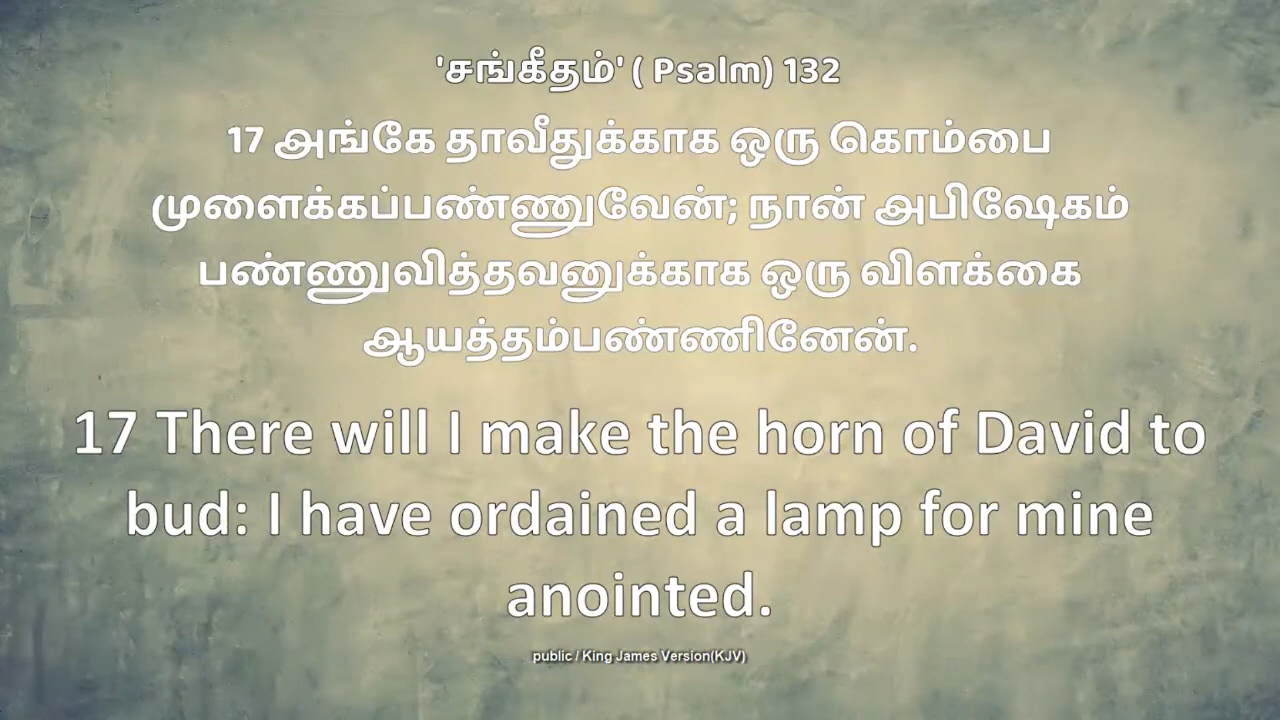 'சங்கீதம்' ( Psalm) 132
17 அங்கே தாவீதுக்காக ஒரு கொம்பை
முளைக்கப்பண்ணுவேன்; நான் அபிஷேகம்
பண்ணுவித்தவனுக்காக ஒரு விளக்கை
ஆயத்தம்பண்ணினேன்.
17 There will I make the horn of David to
bud: I have ordained a lamp for mine
anointed.
public / King James Version(KJV)